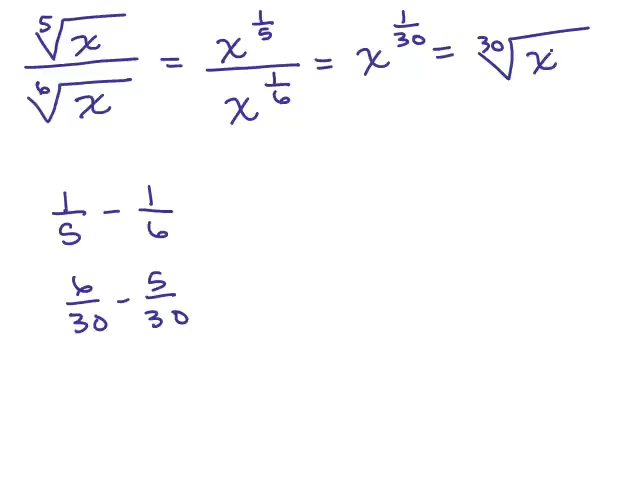 ⁵√x / ⁶√x = x^(1/5) / x^(1/6) = x^(1/30) = ³⁰√x
1/5 - 1/6
6/30 - 5/30